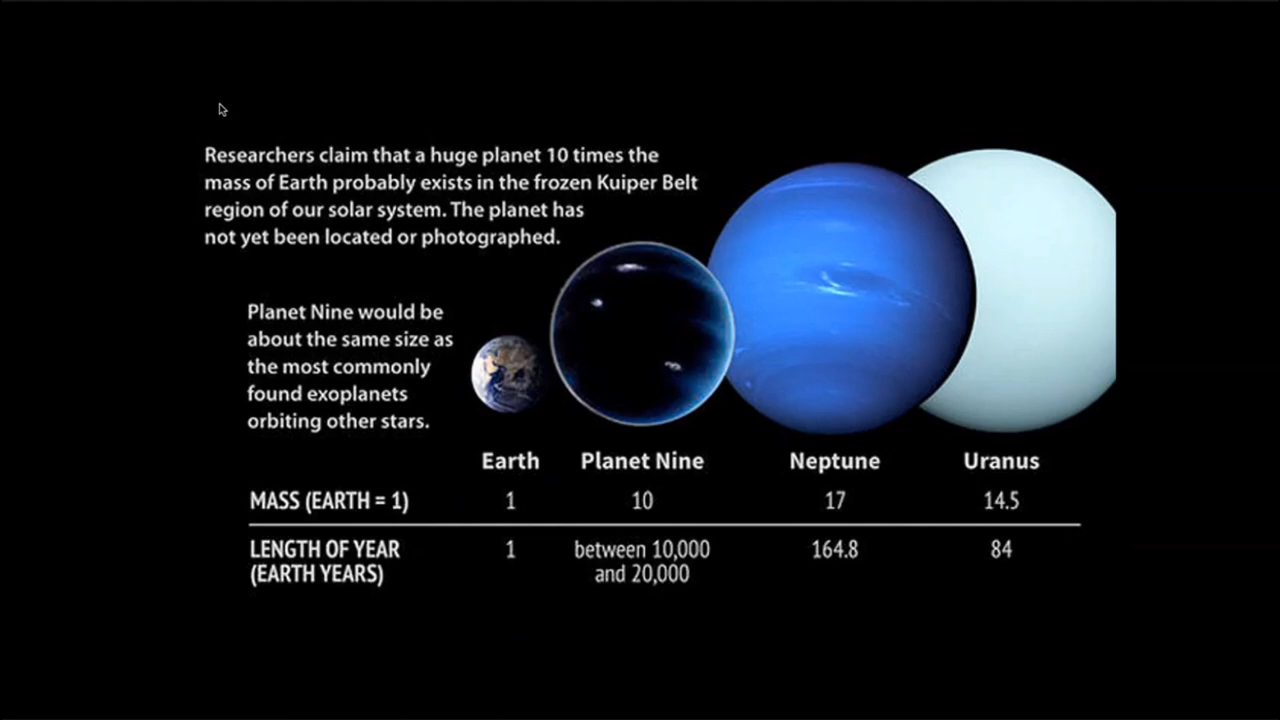 Researchers claim that a huge planet 10 times the
mass of Earth probably exists in the frozen Kuiper Belt
region of our solar system. The planet has
not yet been located or photographed.
Planet Nine would be
about the same size as
the most commonly
found exoplanets
orbiting other stars.
Earth Planet Nine Neptune Uranus
MASS (EARTH = 1) 1 10 17 14.5
LENGTH OF YEAR 1 between 10,000 164.8 84
(EARTH YEARS) and 20,000